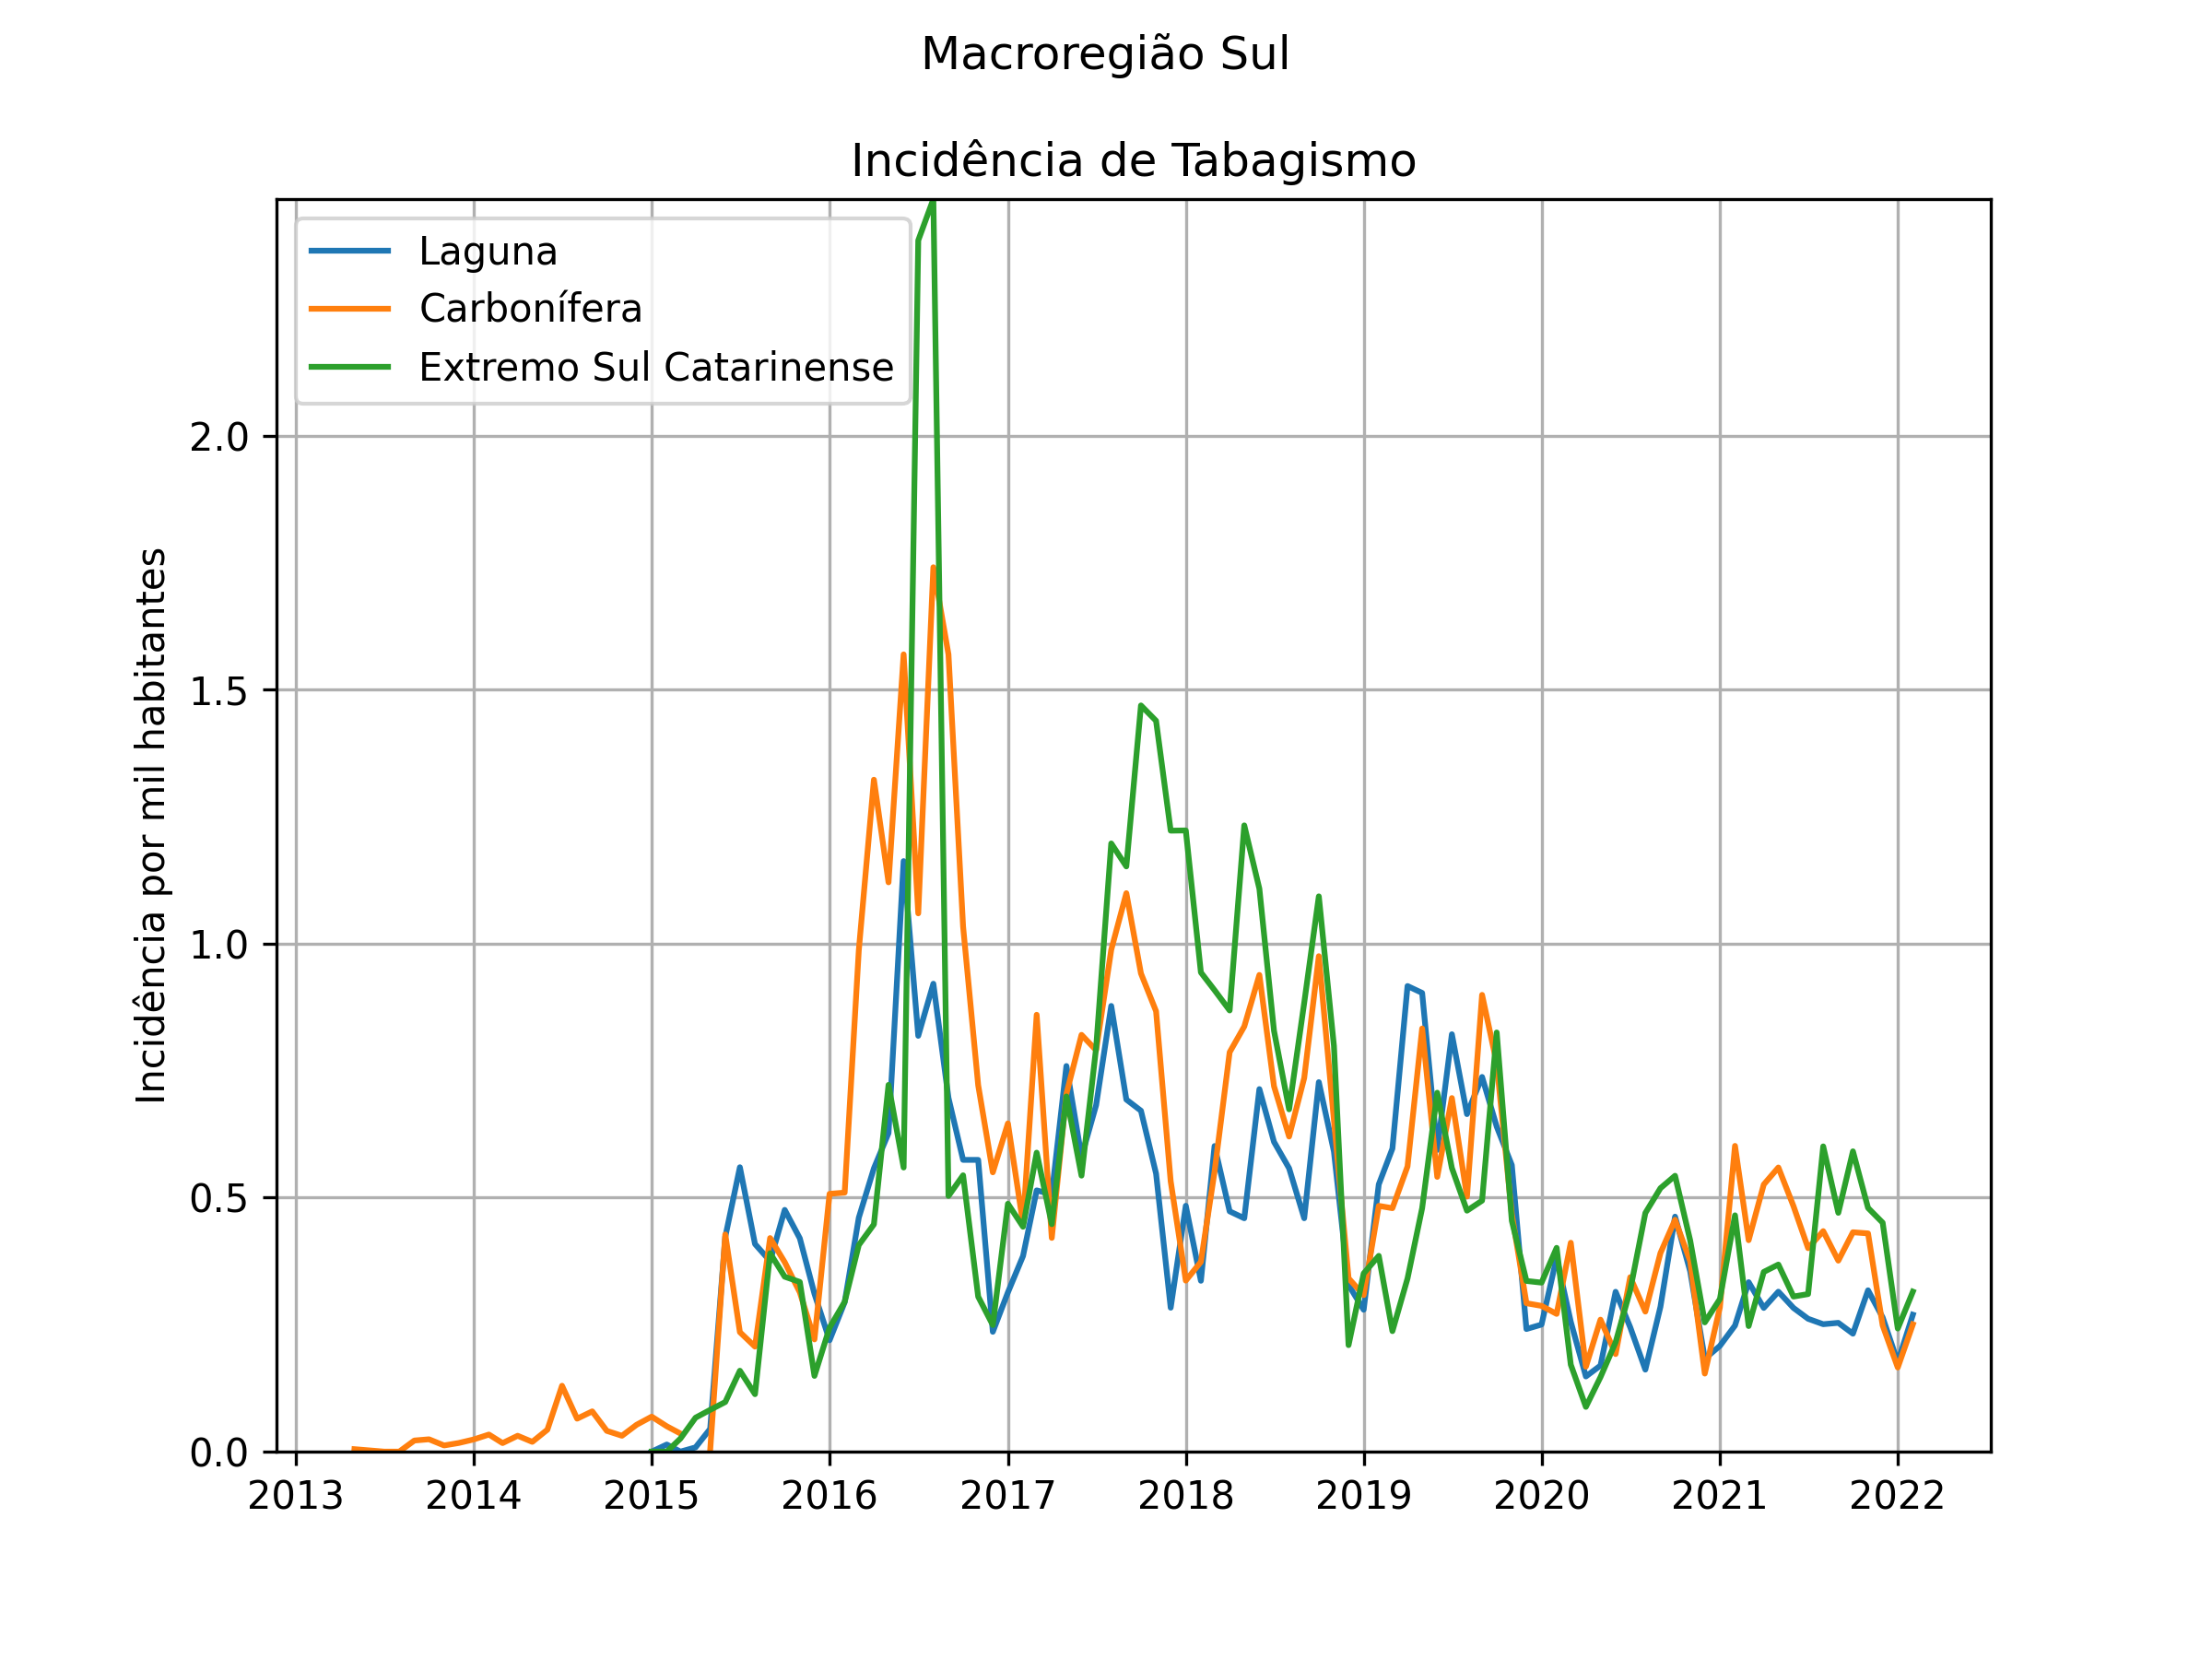 Macroregião Sul
Incidência de Tabagismo
Laguna
Carbonífera
Extremo Sul Catarinense
Incidência por mil habitantes
2.0
1.5
1.0
0.5
0.0
2013 2014 2015 2016 2017 2018 2019 2020 2021 2022